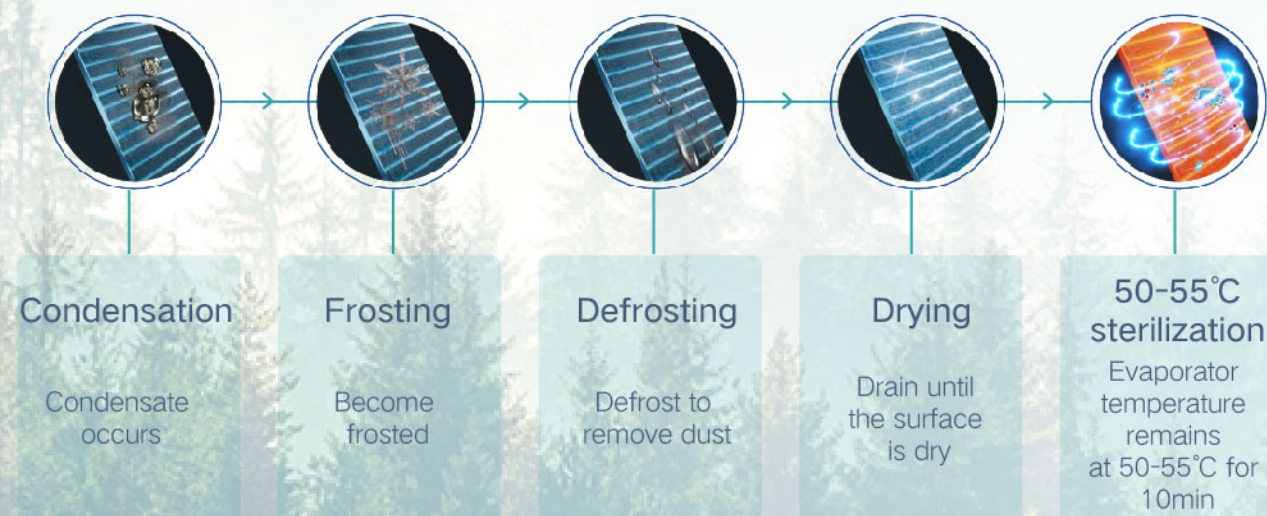 Condensation
Condensate
occurs
Frosting
Become
frosted
Defrosting
Defrost to
remove dust
Drying
Drain until
the surface
is dry
50-55℃
sterilization
Evaporator
temperature
remains
at 50-55℃ for
10min